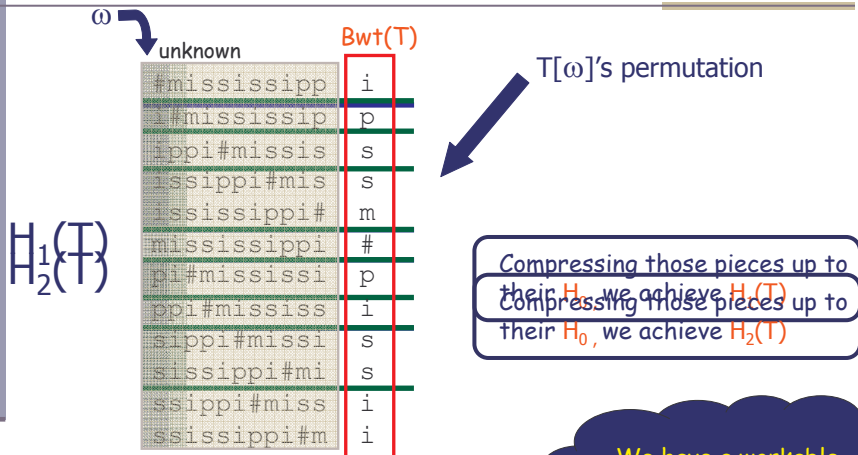 ω
unknown
Bwt(T)
#mississipp i
i#mississip p
ippi#missis s
issippi#mis s
ississippi# m
mississippi #
pi#mississi p
ppi#mississ i
sippi#missi s
sissippi#mi s
ssippi#miss i
ssissippi#m i
T[ω]'s permutation
H₁(T)
H₂(T)
Compressing those pieces up to
their H₀ , we achieve H₁(T)
Compressing those pieces up to
their H₀ , we achieve H₂(T)
We have a workable